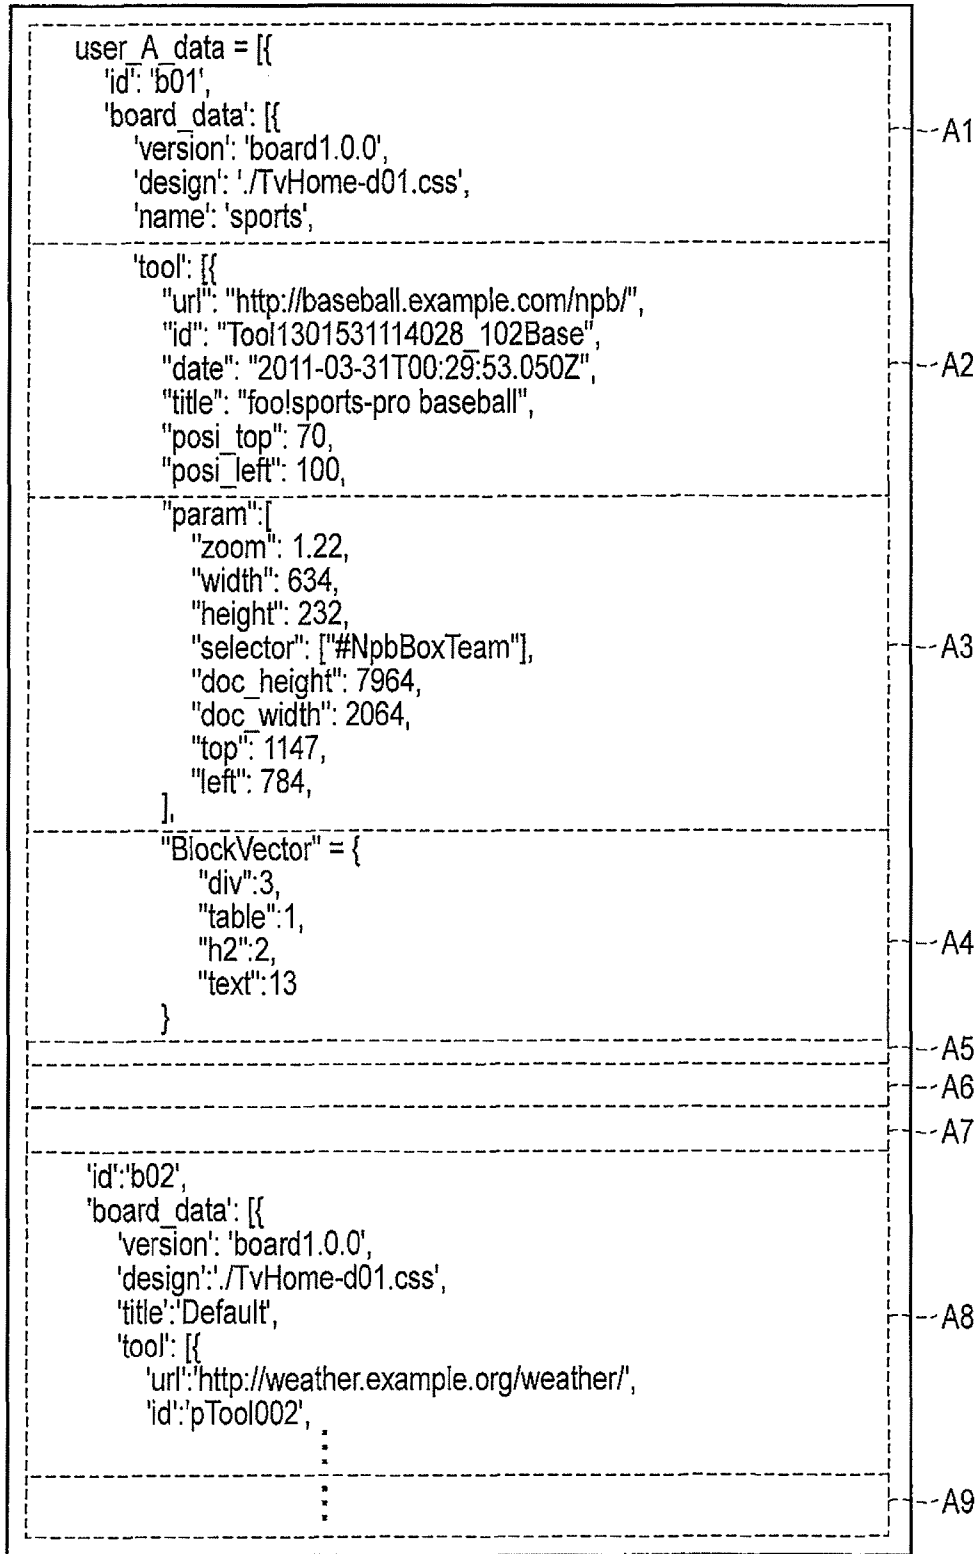 user_A_data = [{
'id': 'b01',
'board_data': [{
'version': 'board1.0.0',
'design': './TvHome-d01.css',
'name': 'sports',
A1
'tool': [{
"url": "http://baseball.example.com/npb/",
"id": "Tool1301531114028_102Base",
"date": "2011-03-31T00:29:53.050Z",
"title": "foo!sports-pro baseball",
"posi_top": 70,
"posi_left": 100,
A2
"param":[
"zoom": 1.22,
"width": 634,
"height": 232,
"selector": ["#NpbBoxTeam"],
"doc_height": 7964,
"doc_width": 2064,
"top": 1147,
"left": 784,
],
A3
"BlockVector" = {
"div":3,
"table":1,
"h2":2,
"text":13
}
A4
A5
A6
A7
'id':'b02',
'board_data': [{
'version': 'board1.0.0',
'design':'./TvHome-d01.css',
'title':'Default',
'tool': [{
'url':'http://weather.example.org/weather/',
'id':'pTool002',
A8
A9